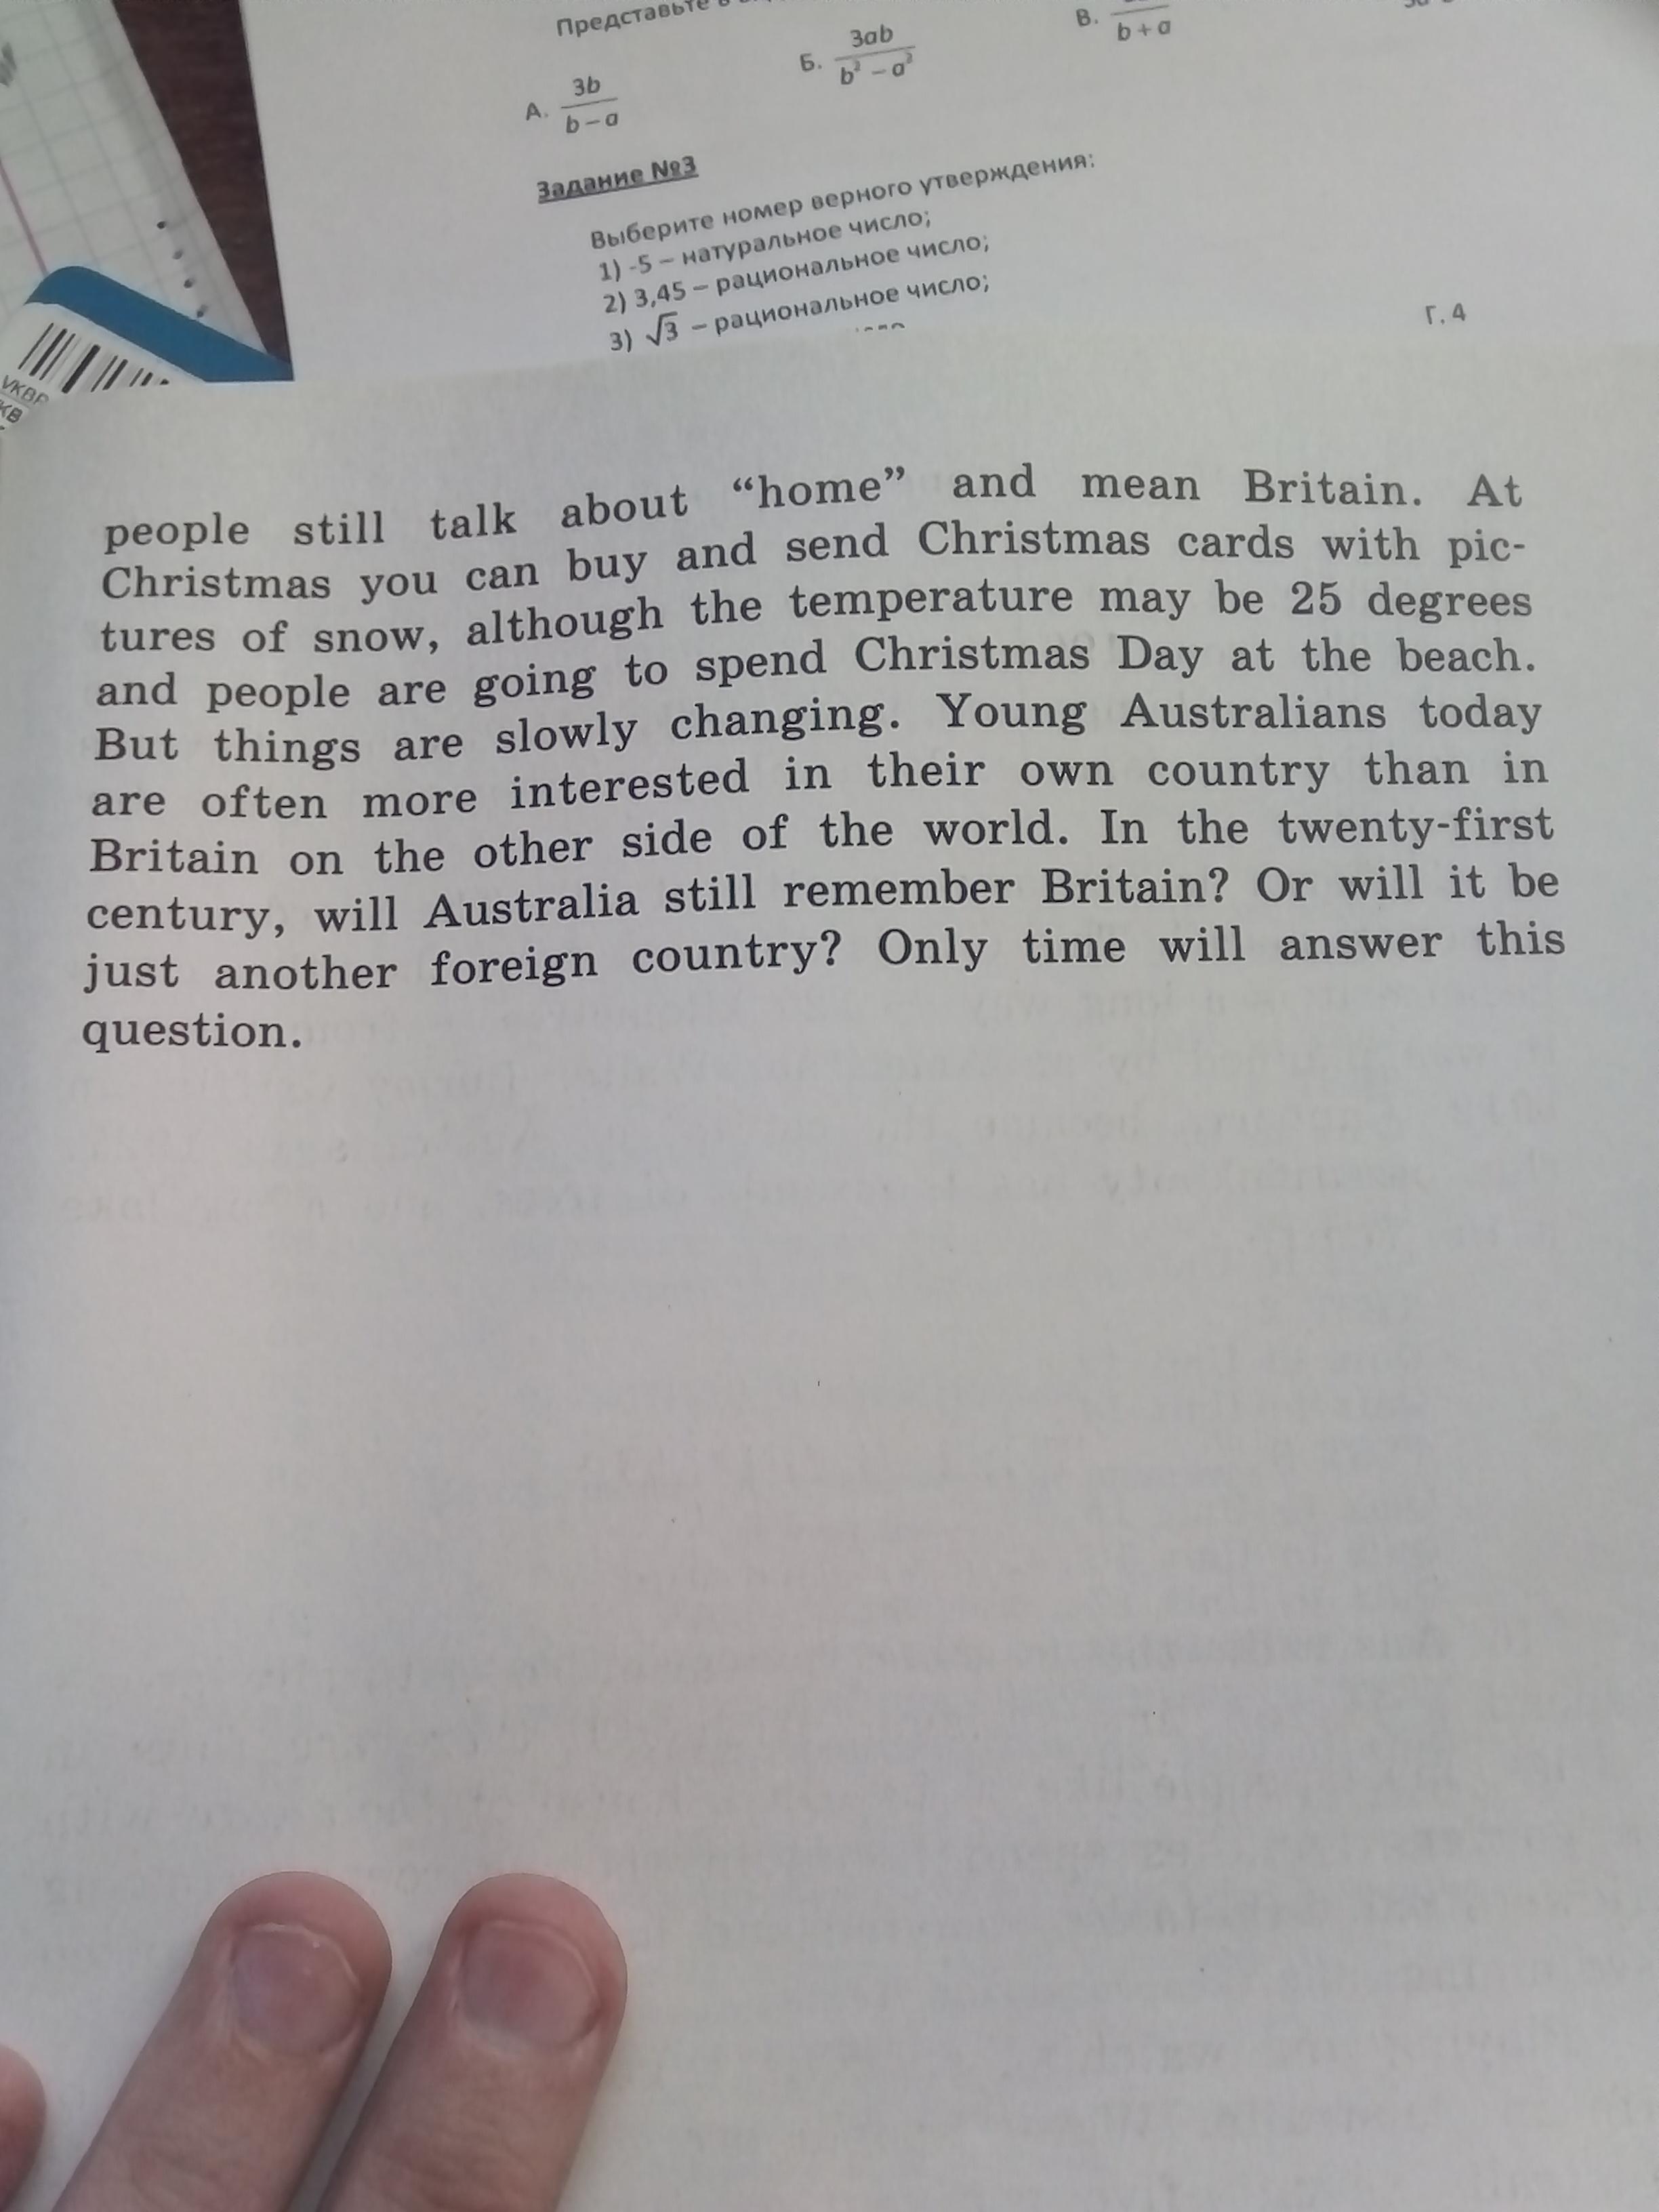 Представьте в
А. 3b / b – a
Б. 3ab / b² – a²
В. b + a
Задание №3
Выберите номер верного утверждения:
1) -5 – натуральное число;
2) 3,45 – рациональное число;
3) √3 – рациональное число;
Г. 4
people still talk about “home” and mean Britain. At
Christmas you can buy and send Christmas cards with pic-
tures of snow, although the temperature may be 25 degrees
and people are going to spend Christmas Day at the beach.
But things are slowly changing. Young Australians today
are often more interested in their own country than in
Britain on the other side of the world. In the twenty-first
century, will Australia still remember Britain? Or will it be
just another foreign country? Only time will answer this
question.